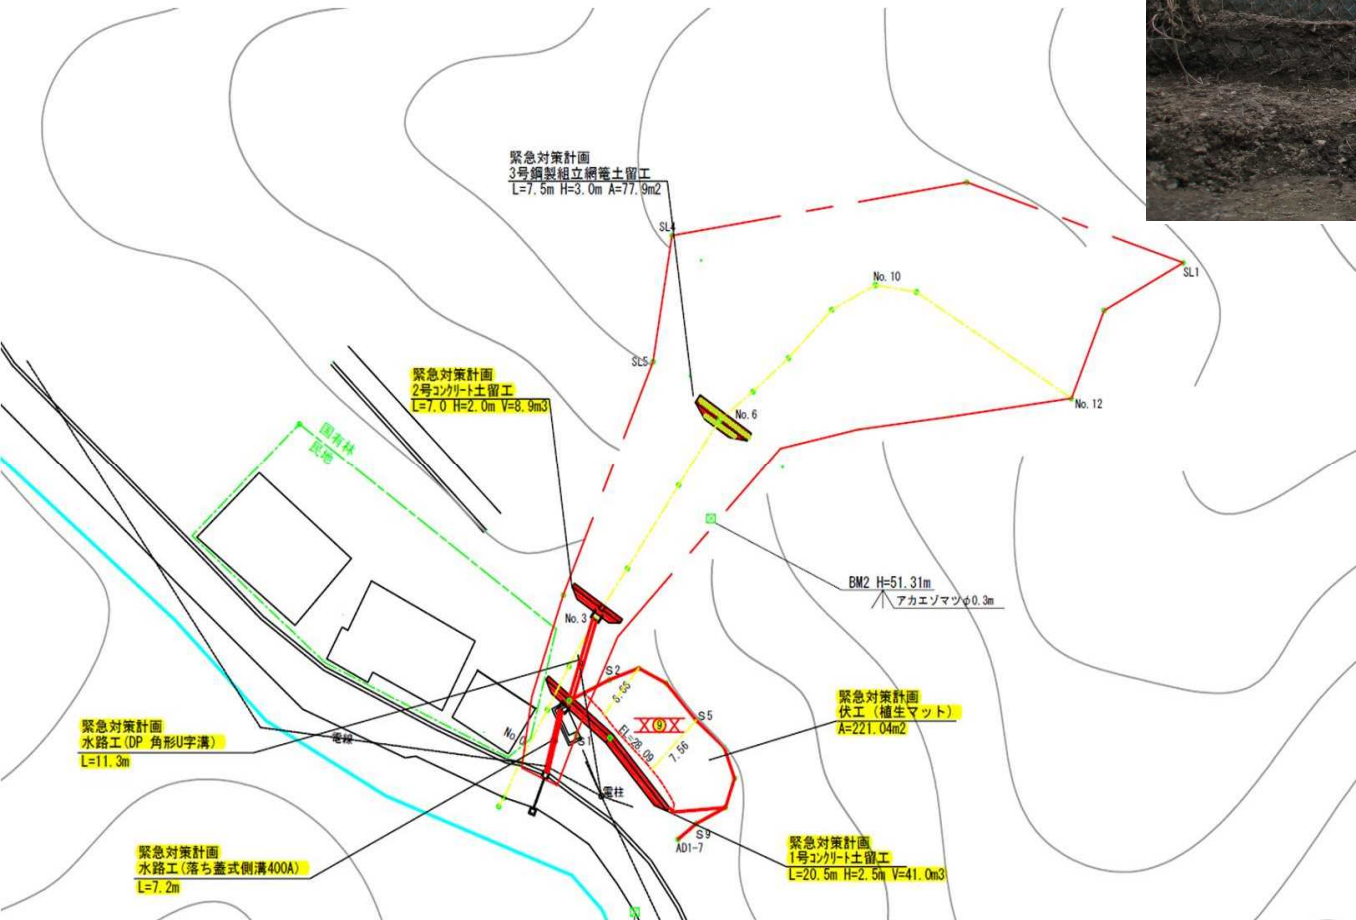 緊急対策計画
3号鋼製組立網篭土留工
L=7.5m H=3.0m A=77.9m2
SL4
SL1
No.10
SL5
緊急対策計画
2号コンクリート土留工
L=7.0 H=2.0m V=8.9m3
No.12
No.6
国有林
民地
BM2 H=51.31m
アカエゾマツφ0.3m
No.3
S2
6.66
緊急対策計画
伏工（植生マット）
A=221.04m2
S5
9
EL=28.09
7.56
緊急対策計画
水路工(DP 角形U字溝)
L=11.3m
電線
No.0
S1
電柱
S9
AD1-7
緊急対策計画
1号コンクリート土留工
L=20.5m H=2.5m V=41.0m3
緊急対策計画
水路工(落ち蓋式側溝400A)
L=7.2m